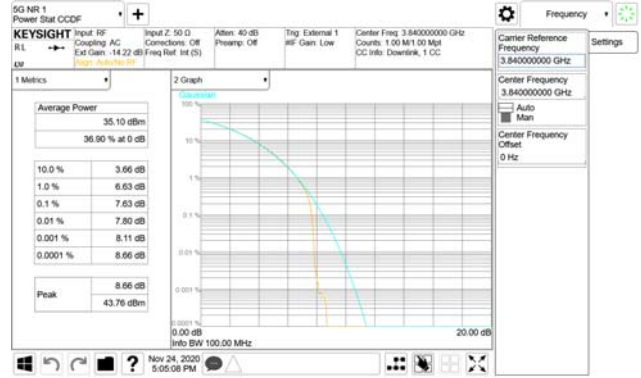 5G NR 1
Power Stat CCDF
Frequency
KEYSIGHT
RL
Input: RF
Coupling: AC
Ext Gain: -14.22 dB
Align: Auto/No RF
Input Z: 50 Ω
Corrections: Off
Freq Ref: Int (S)
Atten: 40 dB
Preamp: Off
Trig: External 1
#IF Gain: Low
Center Freq: 3.840000000 GHz
Counts: 1.00 M/1.00 Mpt
CC Info: Downlink, 1 CC
Carrier Reference
Frequency
3.840000000 GHz
Settings
Center Frequency
3.840000000 GHz
Auto
Man
Center Frequency
Offset
0 Hz
1 Metrics
Average Power
35.10 dBm
36.90 % at 0 dB
10.0 % 3.66 dB
1.0 % 6.63 dB
0.1 % 7.63 dB
0.01 % 7.80 dB
0.001 % 8.11 dB
0.0001 % 8.66 dB
Peak
8.66 dB
43.76 dBm
2 Graph
Gaussian
100 %
10 %
1 %
0.1 %
0.01 %
0.001 %
0.0001 %
0.00 dB
20.00 dB
Info BW 100.00 MHz
Nov 24, 2020
5:05:08 PM